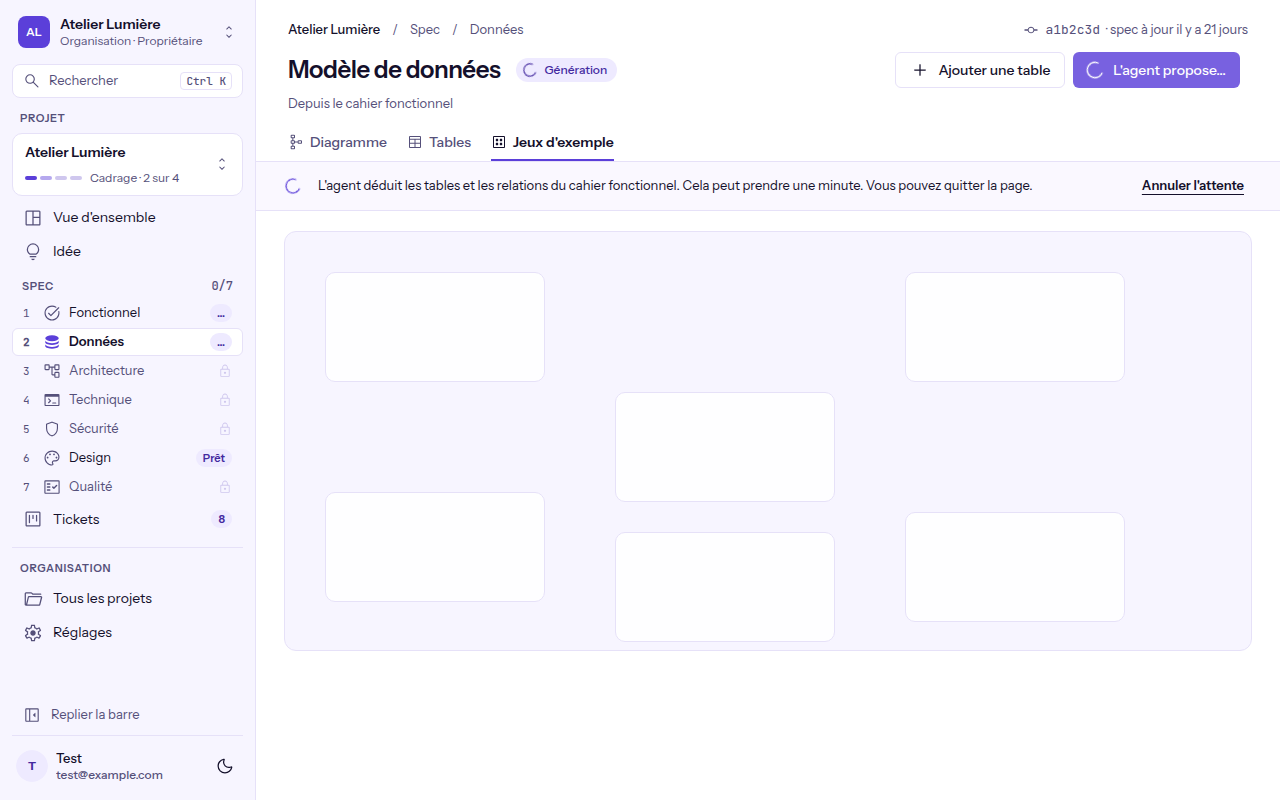 AL
Atelier Lumière
Organisation · Propriétaire
Rechercher
Ctrl K
PROJET
Atelier Lumière
Cadrage · 2 sur 4
Vue d'ensemble
Idée
SPEC 0/7
1 Fonctionnel ...
2 Données ...
3 Architecture
4 Technique
5 Sécurité
6 Design Prêt
7 Qualité
Tickets 8
ORGANISATION
Tous les projets
Réglages
Replier la barre
T
Test
test@example.com
Atelier Lumière / Spec / Données
a1b2c3d · spec à jour il y a 21 jours
Modèle de données
Génération
Ajouter une table
L'agent propose...
Depuis le cahier fonctionnel
Diagramme
Tables
Jeux d'exemple
L'agent déduit les tables et les relations du cahier fonctionnel. Cela peut prendre une minute. Vous pouvez quitter la page.
Annuler l'attente